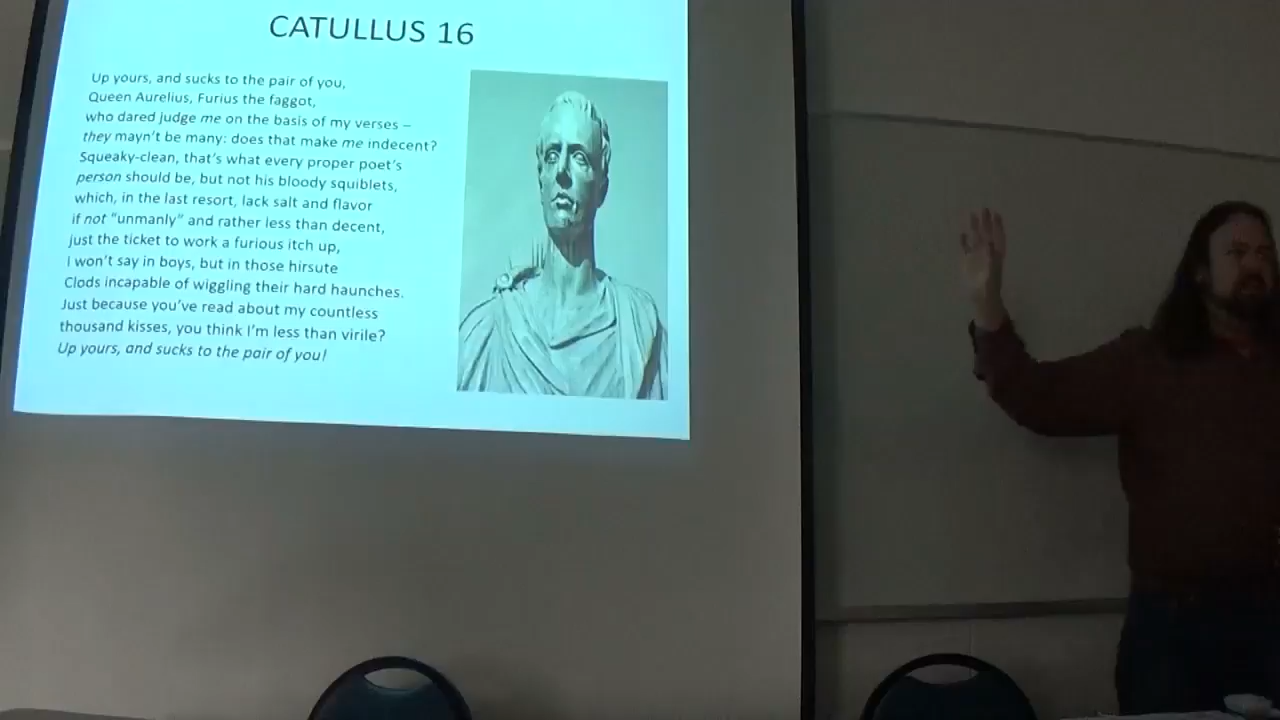 CATULLUS 16
Up yours, and sucks to the pair of you,
Queen Aurelius, Furius the faggot,
who dared judge me on the basis of my verses –
they mayn't be many: does that make me indecent?
Squeaky-clean, that's what every proper poet's
person should be, but not his bloody squiblets,
which, in the last resort, lack salt and flavor
if not "unmanly" and rather less than decent,
just the ticket to work a furious itch up,
I won't say in boys, but in those hirsute
Clods incapable of wiggling their hard haunches.
Just because you've read about my countless
thousand kisses, you think I'm less than virile?
Up yours, and sucks to the pair of you!